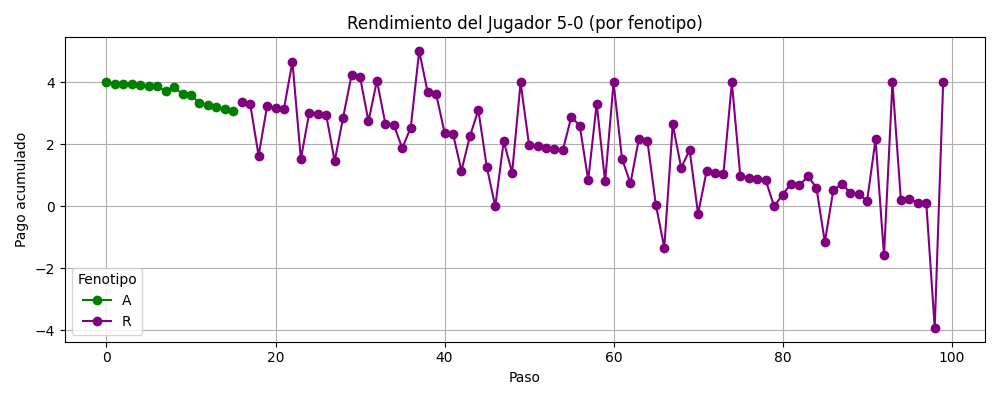 Rendimiento del Jugador 5-0 (por fenotipo)
Pago acumulado
4
2
0
−2
−4
Fenotipo
A
R
0 20 40 60 80 100
Paso